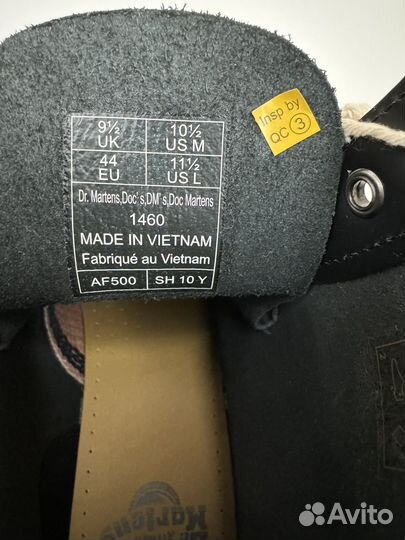 Insp by
QC 3
9½ UK
10½ US M
44 EU
11½ US L
Dr. Martens,Doc's,DM's,Doc Martens
1460
MADE IN VIETNAM
Fabriqué au Vietnam
AF500
SH 10 Y
Martens
Avito